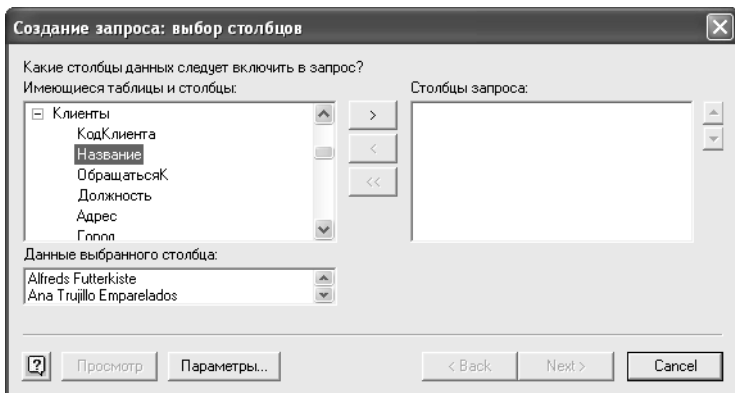 Создание запроса: выбор столбцов
Какие столбцы данных следует включить в запрос?
Имеющиеся таблицы и столбцы:
Столбцы запроса:
Клиенты
КодКлиента
Название
ОбращатьсяК
Должность
Адрес
Город
>
<
<<
Данные выбранного столбца:
Alfreds Futterkiste
Ana Trujillo Emparelados
Просмотр
Параметры...
< Back
Next >
Cancel